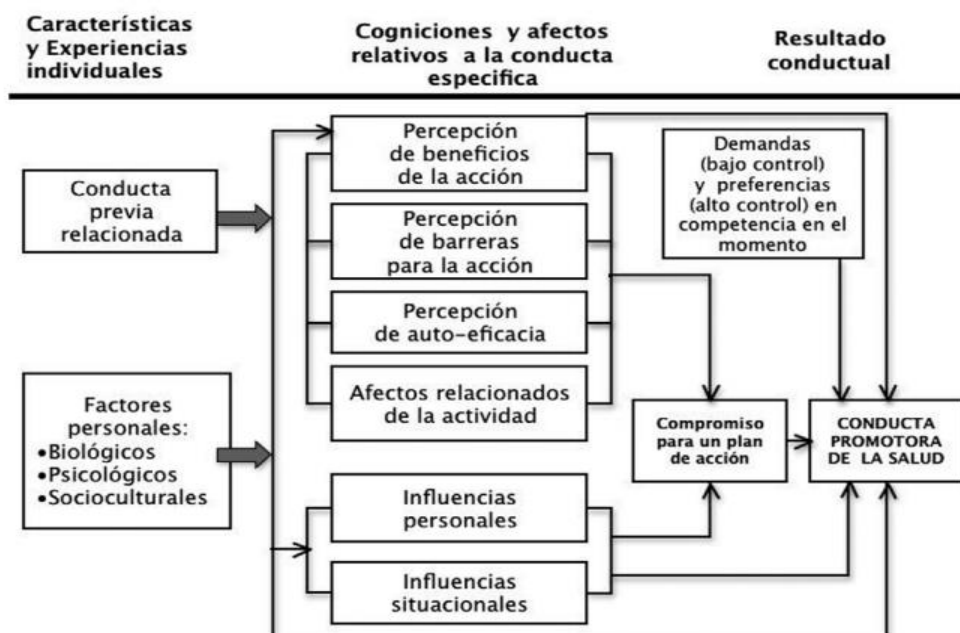 Características
y Experiencias
individuales
Cogniciones y afectos
relativos a la conducta
especifica
Resultado
conductual
Conducta
previa
relacionada
Factores
personales:
•Biológicos
•Psicológicos
•Socioculturales
Percepción
de beneficios
de la acción
Percepción
de barreras
para la acción
Percepción
de auto-eficacia
Afectos relacionados
de la actividad
Influencias
personales
Influencias
situacionales
Demandas
(bajo control)
y preferencias
(alto control) en
competencia en el
momento
Compromiso
para un plan
de acción
CONDUCTA
PROMOTORA
DE LA SALUD